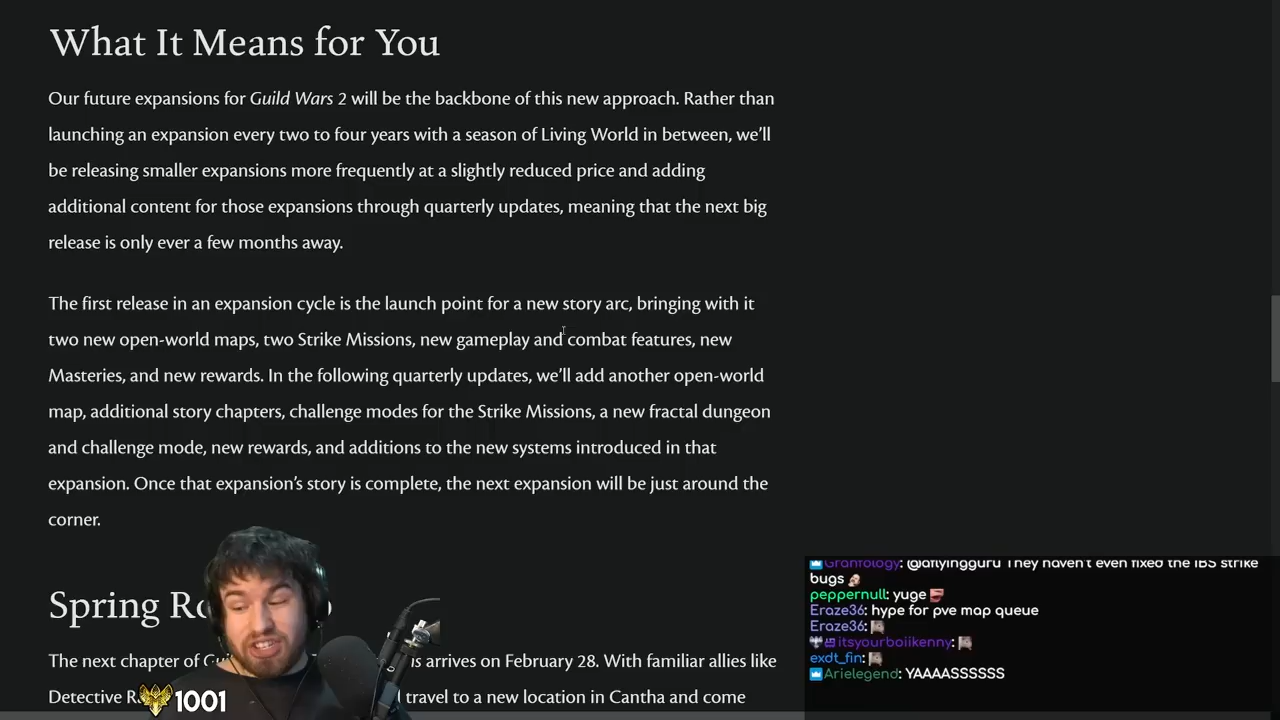 What It Means for You
Our future expansions for Guild Wars 2 will be the backbone of this new approach. Rather than
launching an expansion every two to four years with a season of Living World in between, we'll
be releasing smaller expansions more frequently at a slightly reduced price and adding
additional content for those expansions through quarterly updates, meaning that the next big
release is only ever a few months away.
The first release in an expansion cycle is the launch point for a new story arc, bringing with it
two new open-world maps, two Strike Missions, new gameplay and combat features, new
Masteries, and new rewards. In the following quarterly updates, we'll add another open-world
map, additional story chapters, challenge modes for the Strike Missions, a new fractal dungeon
and challenge mode, new rewards, and additions to the new systems introduced in that
expansion. Once that expansion's story is complete, the next expansion will be just around the
corner.
Spring
The next chapter of arrives on February 28. With familiar allies like
Detective travel to a new location in Cantha and come
1001
Granfology: @aflyingguru They haven't even fixed the IBS strike
bugs
peppernull: yuge
Eraze36: hype for pve map queue
Eraze36:
itsyourboiikenny:
exdt_fin:
Arielegend: YAAAASSSSSS